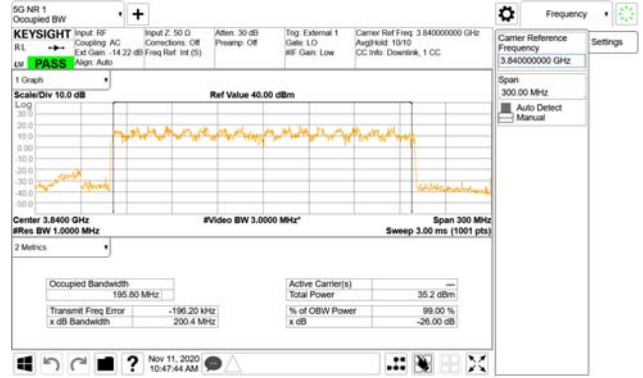 5G NR 1
Occupied BW
Frequency
KEYSIGHT
R L
LVI
PASS
Input: RF
Coupling: AC
Ext Gain: -14.22 dB
Align: Auto
Input Z: 50 Ω
Corrections: Off
Freq Ref: Int (S)
Atten: 30 dB
Preamp: Off
Trig: External 1
Gate: LO
#IF Gain: Low
Carrier Ref Freq: 3.840000000 GHz
Avg|Hold: 10/10
CC Info: Downlink, 1 CC
Carrier Reference
Frequency
3.840000000 GHz
Settings
Span
300.00 MHz
Auto Detect
Manual
1 Graph
Scale/Div 10.0 dB
Ref Value 40.00 dBm
Log
30.0
20.0
10.0
0.00
-10.0
-20.0
-30.0
-40.0
-50.0
Center 3.8400 GHz
#Video BW 3.0000 MHz*
Span 300 MHz
#Res BW 1.0000 MHz
Sweep 3.00 ms (1001 pts)
2 Metrics
Occupied Bandwidth
195.80 MHz
Transmit Freq Error -196.20 kHz
x dB Bandwidth 200.4 MHz
Active Carrier(s) ---
Total Power 35.2 dBm
% of OBW Power 99.00 %
x dB -26.00 dB
Nov 11, 2020
10:47:44 AM